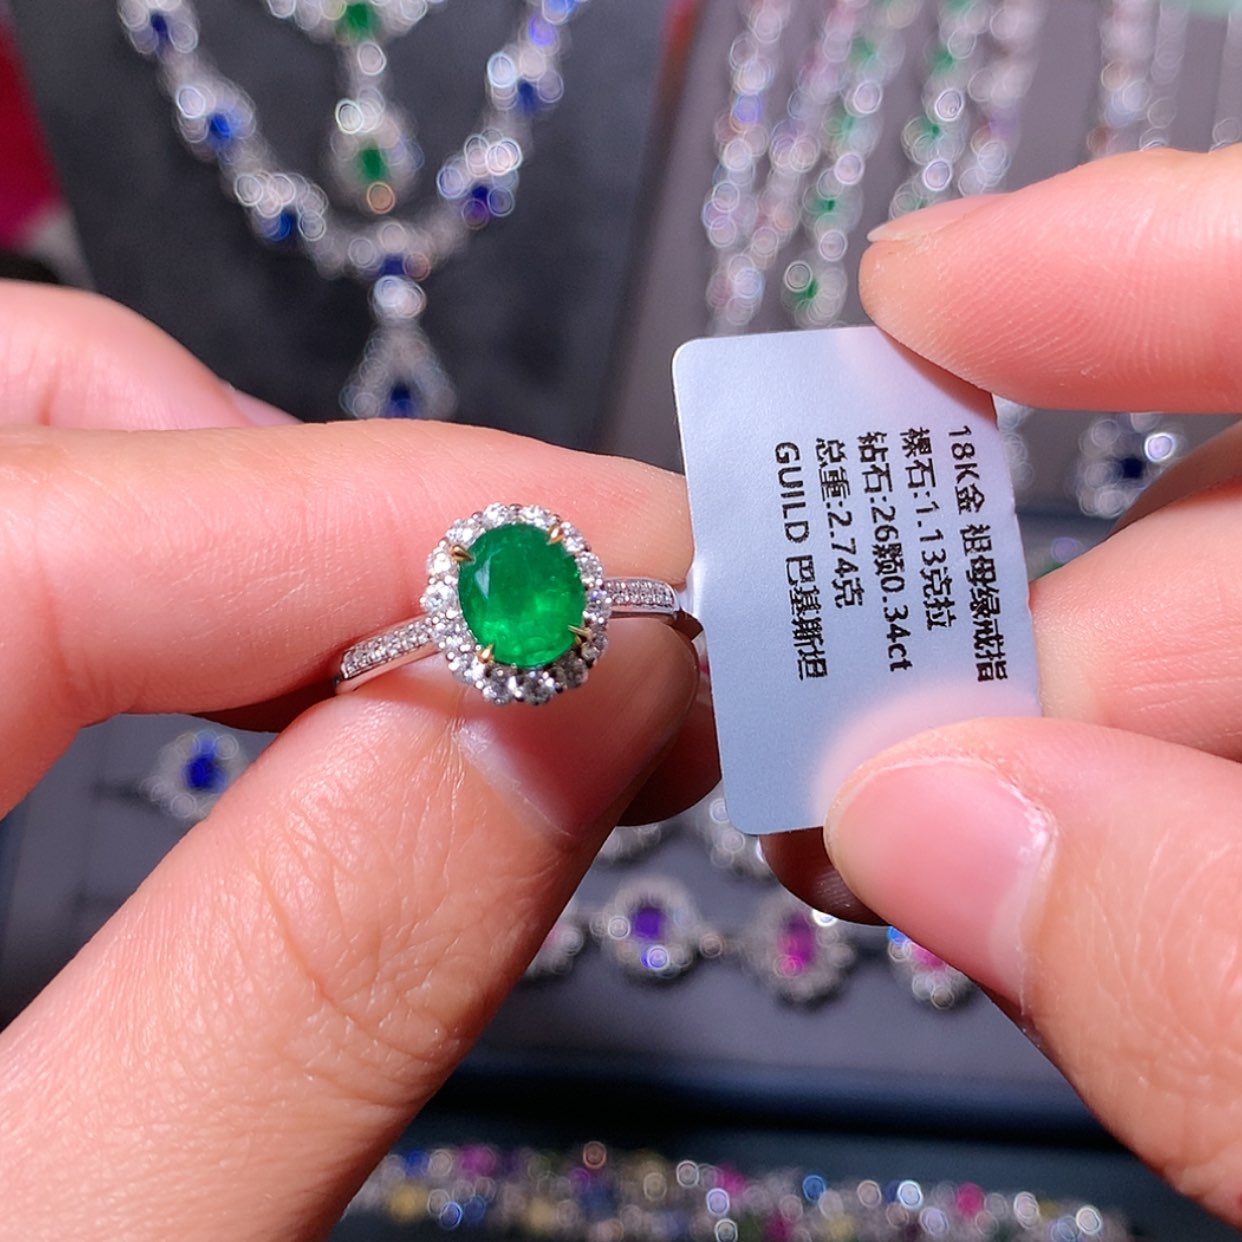 18K金 祖母绿戒指
裸石:1.13克拉
钻石:26颗0.34ct
总重:2.74克
GUILD 巴基斯坦